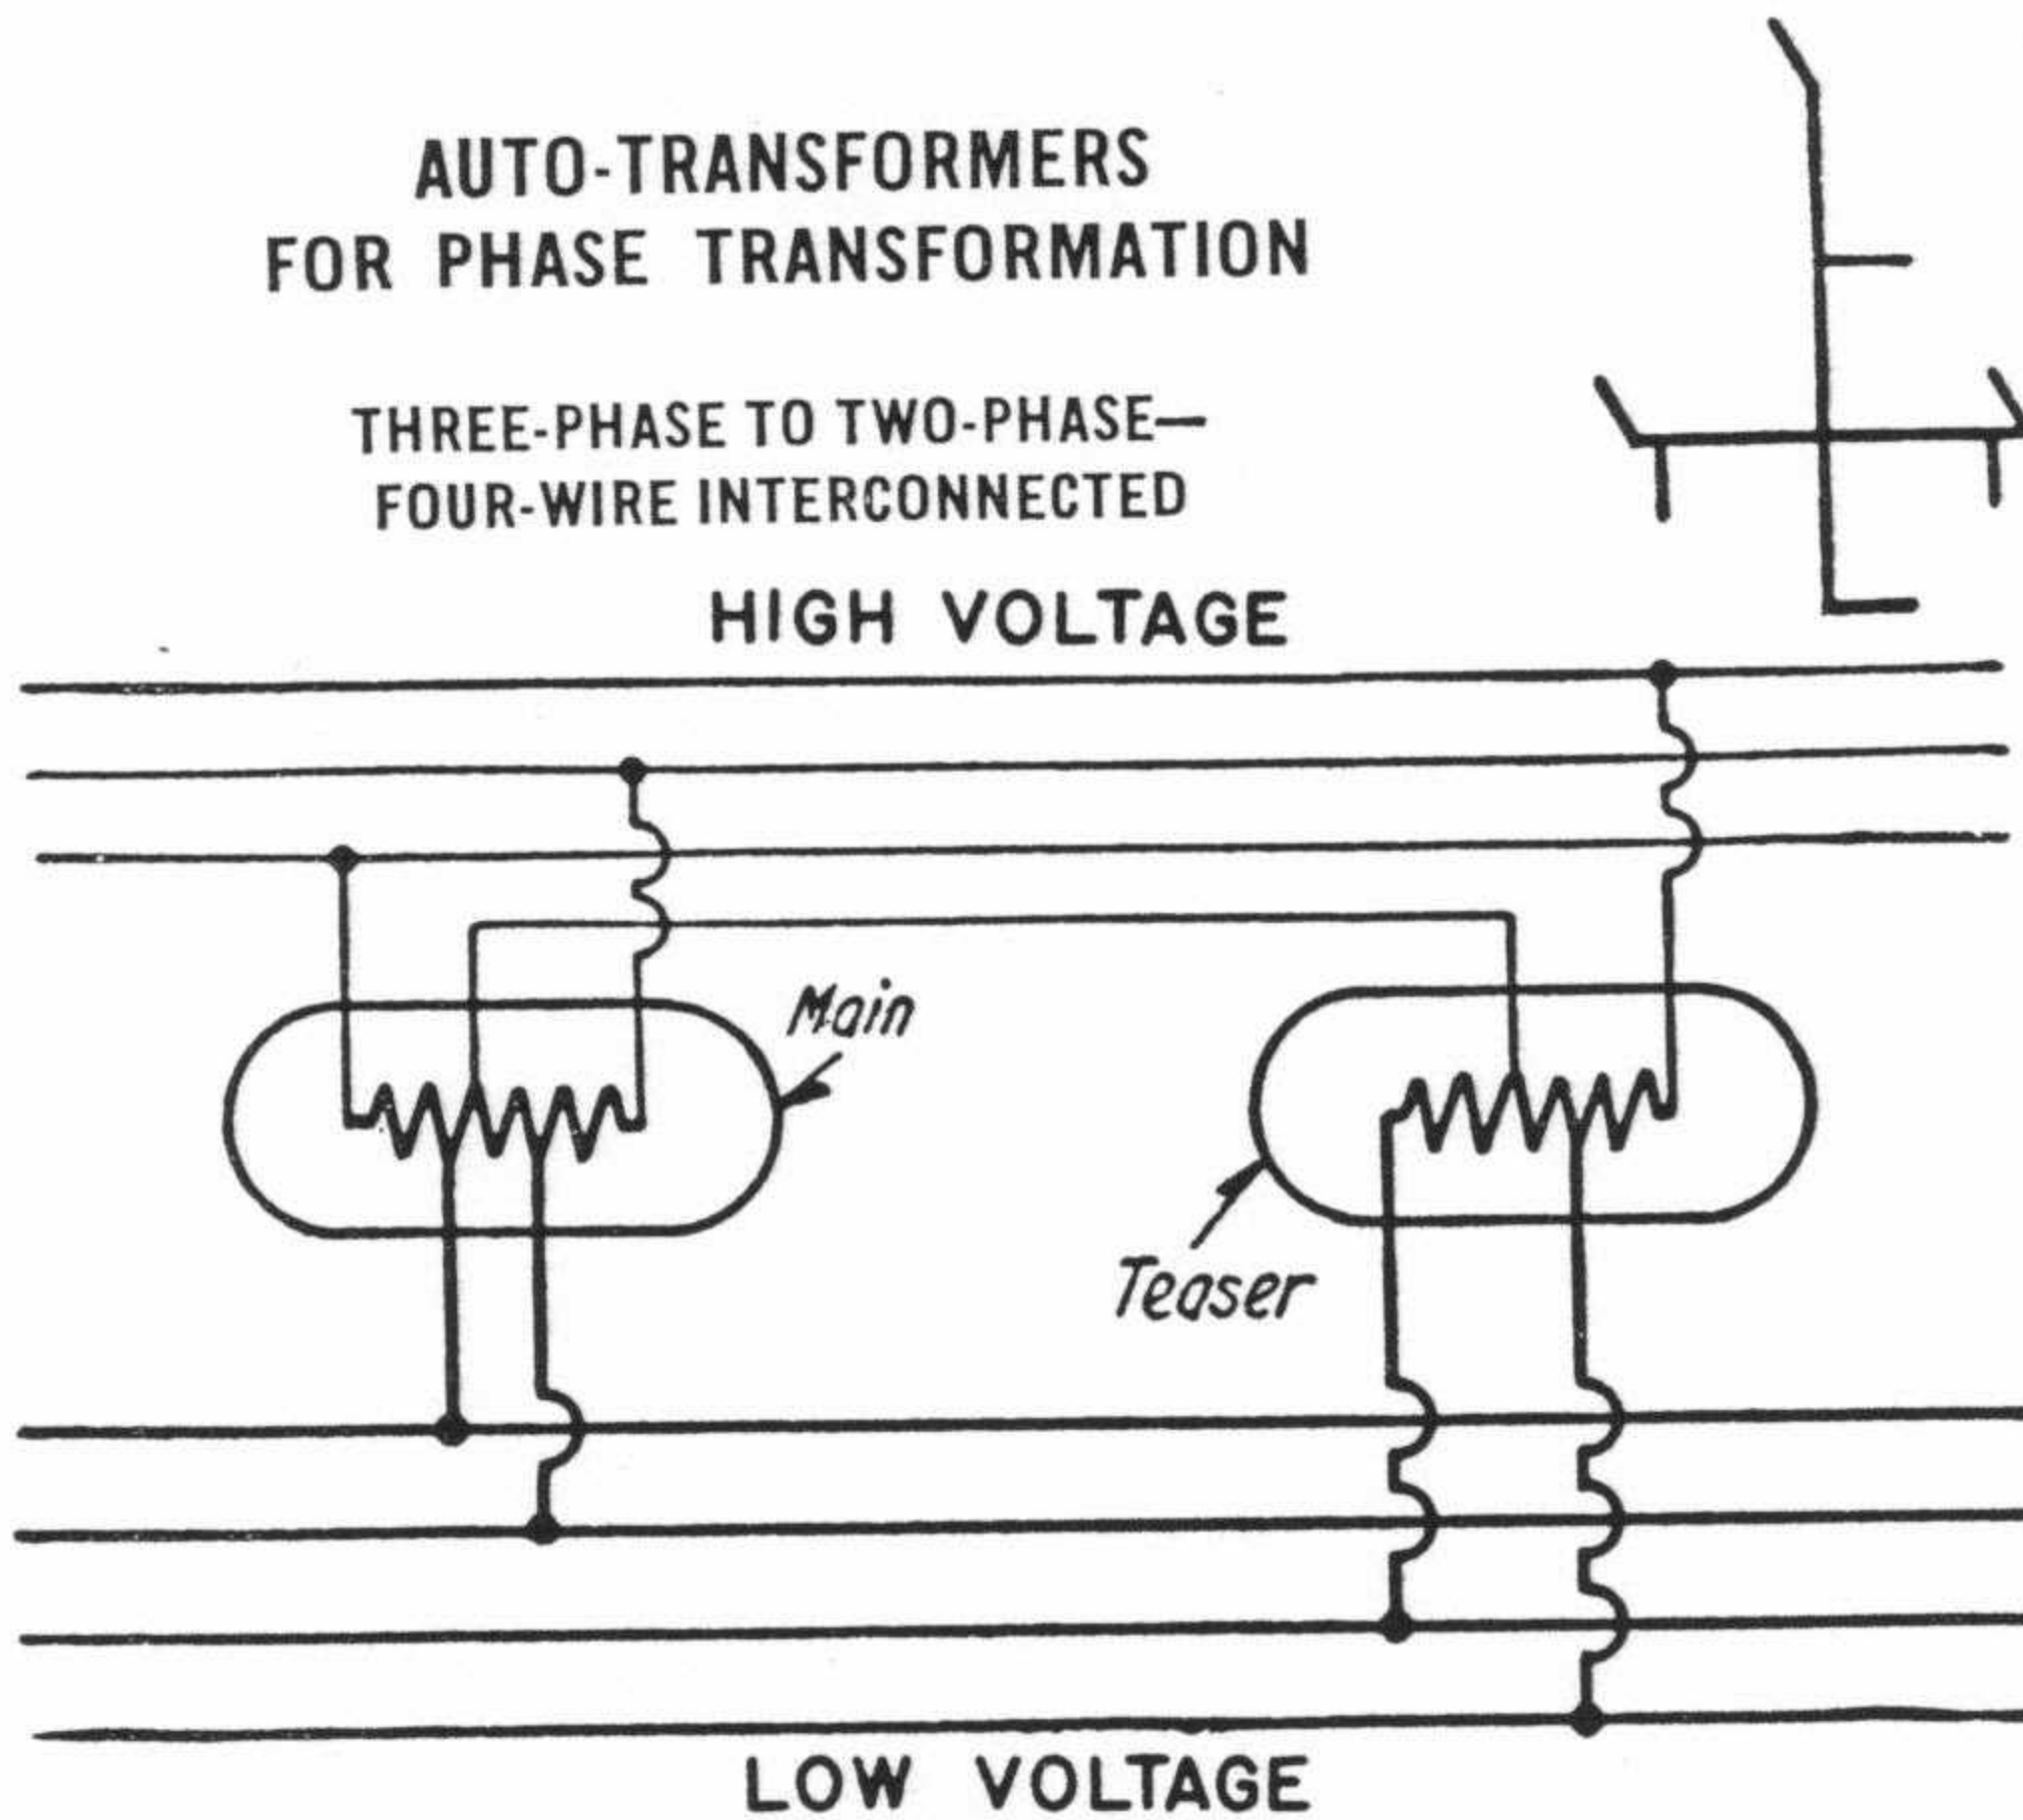 AUTO-TRANSFORMERS
FOR PHASE TRANSFORMATION
THREE-PHASE TO TWO-PHASE—
FOUR-WIRE INTERCONNECTED
HIGH VOLTAGE
Main
Teaser
LOW VOLTAGE